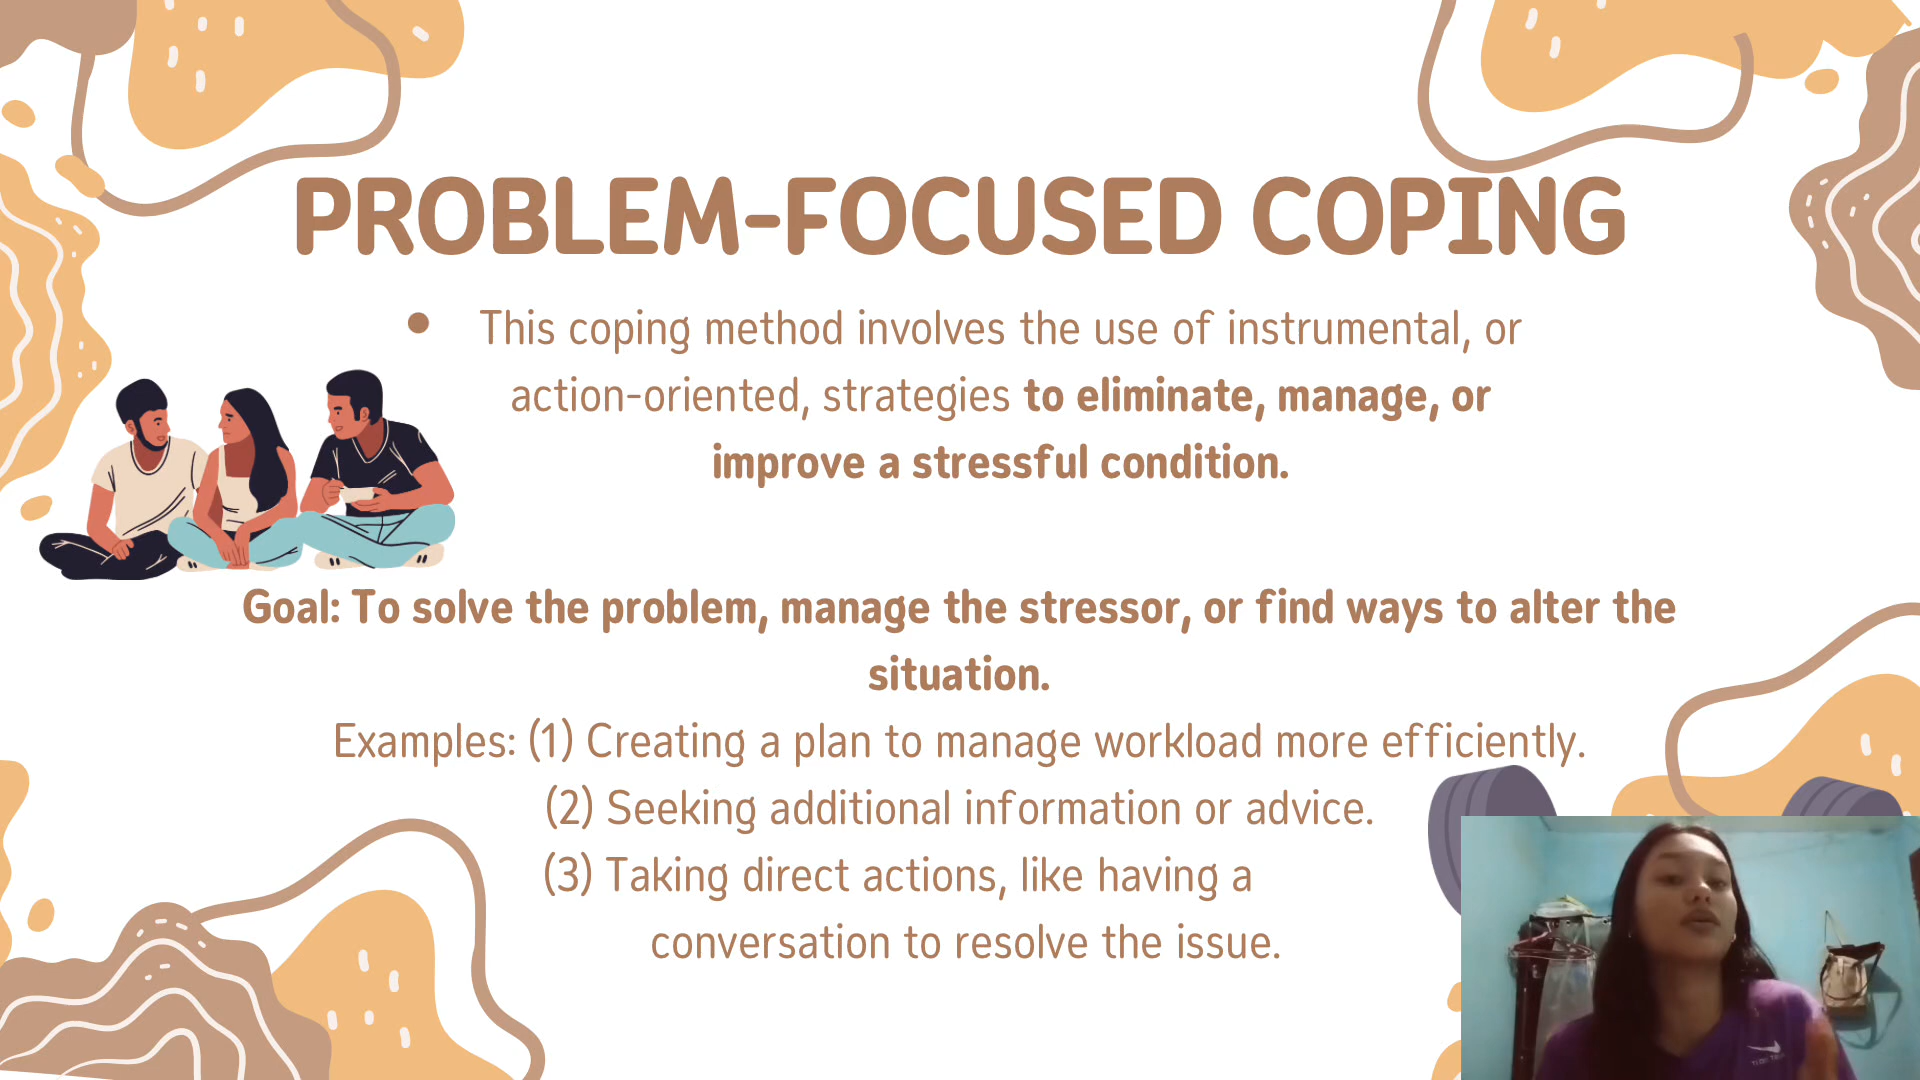 PROBLEM-FOCUSED COPING
• This coping method involves the use of instrumental, or
action-oriented, strategies to eliminate, manage, or
improve a stressful condition.
Goal: To solve the problem, manage the stressor, or find ways to alter the
situation.
Examples: (1) Creating a plan to manage workload more efficiently.
(2) Seeking additional information or advice.
(3) Taking direct actions, like having a
conversation to resolve the issue.